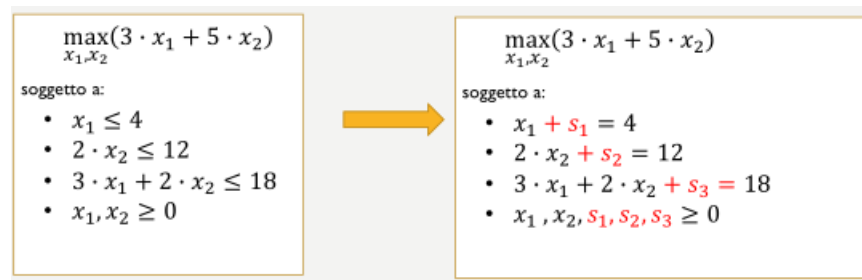 max(3 · x₁ + 5 · x₂)
x₁,x₂
soggetto a:
• x₁ ≤ 4
• 2 · x₂ ≤ 12
• 3 · x₁ + 2 · x₂ ≤ 18
• x₁, x₂ ≥ 0
max(3 · x₁ + 5 · x₂)
x₁,x₂
soggetto a:
• x₁ + s₁ = 4
• 2 · x₂ + s₂ = 12
• 3 · x₁ + 2 · x₂ + s₃ = 18
• x₁ , x₂, s₁, s₂, s₃ ≥ 0